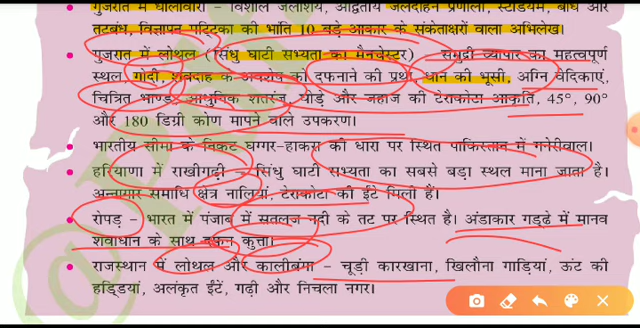 गुजरात में धौलावीरा – विशाल जलाशय, अद्वितीय जलदोहन प्रणाली, स्टेडियम, बांध और
तटबंध, विज्ञापन पट्टिका की भांति 10 बड़े आकार के संकेताक्षरों वाला अभिलेख।
• गुजरात में लोथल (सिंधु घाटी सभ्यता का मैनचेस्टर) – समुद्री व्यापार का महत्वपूर्ण
स्थल, गोदी, शवदाह के अवशेष को दफनाने की प्रथा, धान की भूसी, अग्नि वेदिकाएं,
चित्रित भाण्ड, आधुनिक शतरंज, घोड़े और जहाज की टेराकोटा आकृति, 45°, 90°
और 180 डिग्री कोण मापने वाले उपकरण।
• भारतीय सीमा के निकट घग्गर-हाकरा की धारा पर स्थित पाकिस्तान में गनेरीवाल।
• हरियाणा में राखीगढ़ी – सिंधु घाटी सभ्यता का सबसे बड़ा स्थल माना जाता है।
अन्नागार समाधि क्षेत्र नालियां, टेराकोटा की ईंटे मिली हैं।
• रोपड़ – भारत में पंजाब में सतलज नदी के तट पर स्थित है। अंडाकार गड्ढे में मानव
शवाधान के साथ दफन कुत्ता।
• राजस्थान में लोथल और कालीबंगा – चूड़ी कारखाना, खिलौना गाड़ियां, ऊंट की
हड्डियां, अलंकृत ईंटें, गढ़ी और निचला नगर।